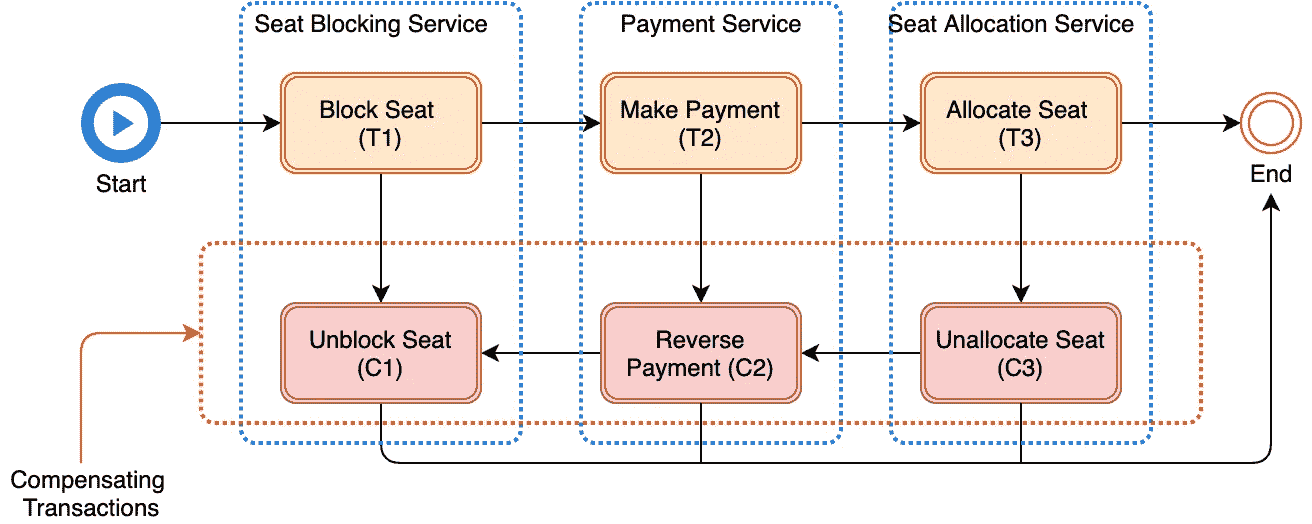 Seat Blocking Service
Payment Service
Seat Allocation Service
Block Seat
(T1)
Make Payment
(T2)
Allocate Seat
(T3)
Start
End
Unblock Seat
(C1)
Reverse
Payment (C2)
Unallocate Seat
(C3)
Compensating
Transactions